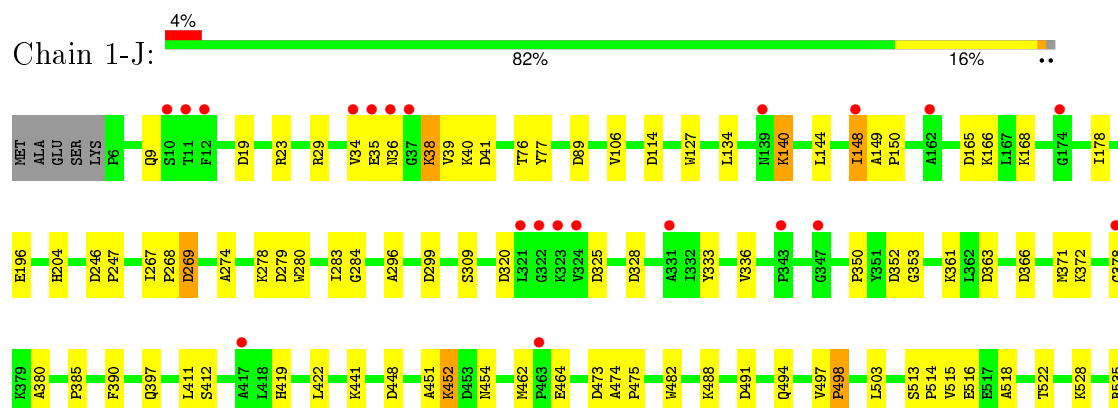 4%
Chain 1-J:
82% 16% ••
MET ALA GLU SER LYS P6 Q9 S10 T11 F12 D19 R23 R29 V34 E35 N36 G37 K38 V39 K40 D41 T76 Y77 D89 V106 D114 W127 L134 N139 K140 L144 I148 A149 P150 A162 D165 K166 L167 K168 G174 I178
E196 H204 D246 P247 I267 P268 D269 A274 K278 D279 W280 I283 G284 A296 D299 S309 D320 L321 G322 K323 V324 D325 D328 A331 I332 Y333 V336 P343 G347 P350 Y351 D352 G353 K361 L362 D363 D366 M371 K372
K379 A380 P385 F390 Q397 L411 S412 A417 L418 H419 L422 K441 D448 A451 K452 D453 N454 M462 P463 E464 D473 A474 P475 W482 K488 D491 Q494 V497 P498 L503 S513 P514 V515 E516 E517 A518 T522 K528